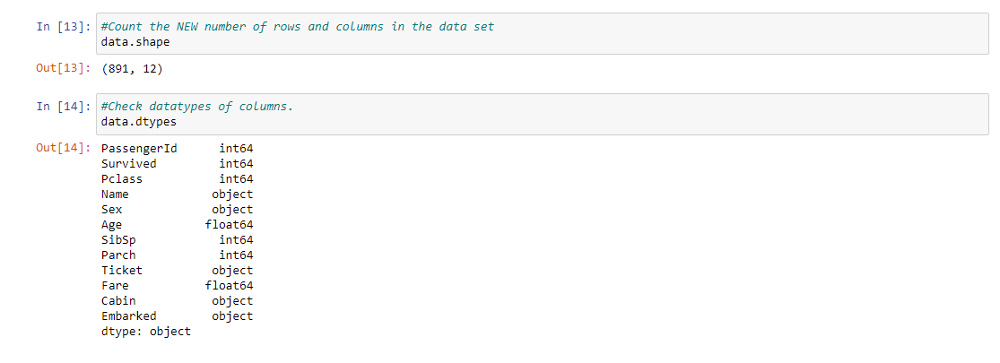 In [13]: #Count the NEW number of rows and columns in the data set
data.shape
Out[13]: (891, 12)
In [14]: #Check datatypes of columns.
data.dtypes
Out[14]: PassengerId int64
Survived int64
Pclass int64
Name object
Sex object
Age float64
SibSp int64
Parch int64
Ticket object
Fare float64
Cabin object
Embarked object
dtype: object